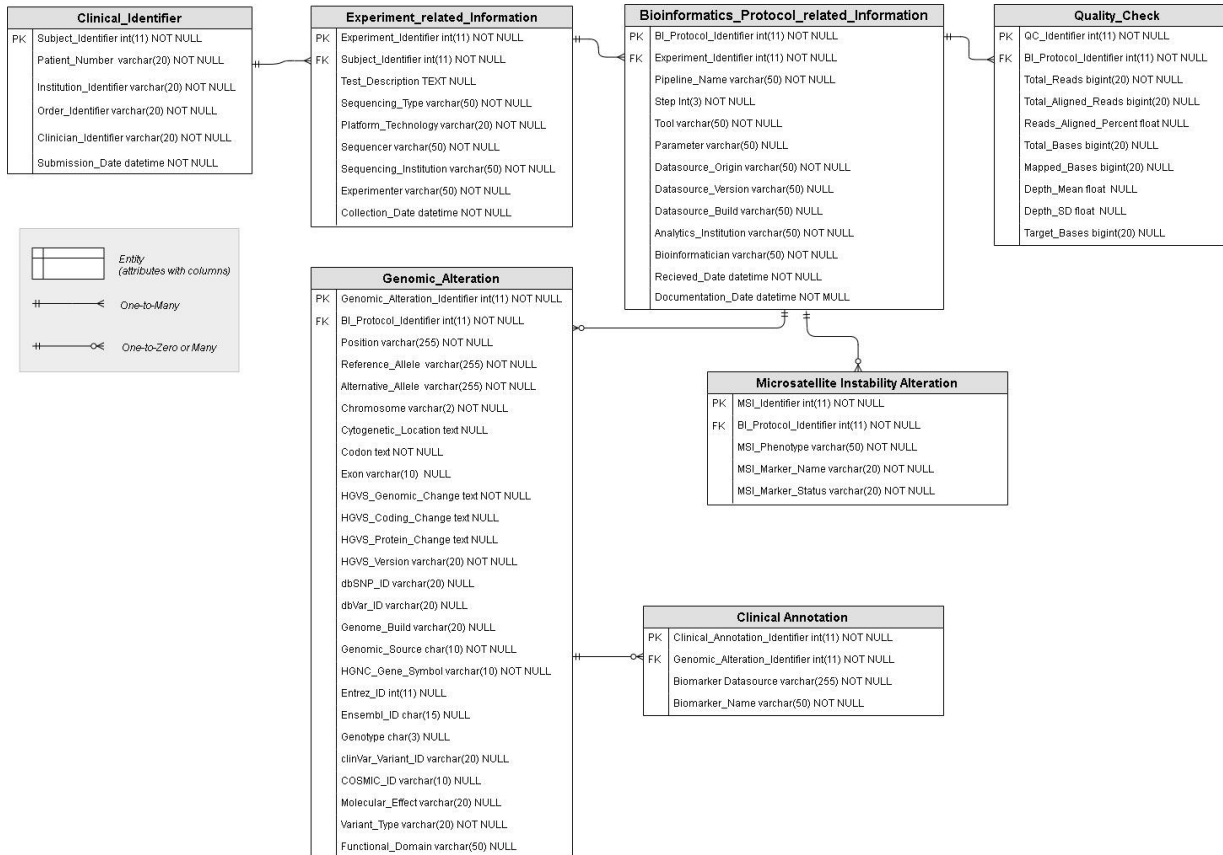 Clinical_Identifier
PK Subject_Identifier int(11) NOT NULL
Patient_Number varchar(20) NOT NULL
Institution_Identifier varchar(20) NOT NULL
Order_Identifier varchar(20) NOT NULL
Clinician_Identifier varchar(20) NOT NULL
Submission_Date datetime NOT NULL
Experiment_related_Information
PK Experiment_Identifier int(11) NOT NULL
FK Subject_Identifier int(11) NOT NULL
Test_Description TEXT NULL
Sequencing_Type varchar(50) NOT NULL
Platform_Technology varchar(20) NOT NULL
Sequencer varchar(50) NOT NULL
Sequencing_Institution varchar(50) NOT NULL
Experimenter varchar(50) NOT NULL
Collection_Date datetime NOT NULL
Bioinformatics_Protocol_related_Information
PK BI_Protocol_Identifier int(11) NOT NULL
FK Experiment_Identifier int(11) NOT NULL
Pipeline_Name varchar(50) NOT NULL
Step Int(3) NOT NULL
Tool varchar(50) NOT NULL
Parameter varchar(50) NOT NULL
Datasource_Origin varchar(50) NOT NULL
Datasource_Version varchar(50) NULL
Datasource_Build varchar(50) NULL
Analytics_Institution varchar(50) NOT NULL
Bioinformatician varchar(50) NOT NULL
Recieved_Date datetime NOT NULL
Documentation_Date datetime NOT MULL
Quality_Check
PK QC_Identifier int(11) NOT NULL
FK BI_Protocol_Identifier int(11) NOT NULL
Total_Reads bigint(20) NOT NULL
Total_Aligned_Reads bigint(20) NULL
Reads_Aligned_Percent float NULL
Total_Bases bigint(20) NULL
Mapped_Bases bigint(20) NULL
Depth_Mean float NULL
Depth_SD float NULL
Target_Bases bigint(20) NULL
Entity
(attributes with columns)
One-to-Many
One-to-Zero or Many
Genomic_Alteration
PK Genomic_Alteration_Identifier int(11) NOT NULL
FK BI_Protocol_Identifier int(11) NOT NULL
Position varchar(255) NOT NULL
Reference_Allele varchar(255) NOT NULL
Alternative_Allele varchar(255) NOT NULL
Chromosome varchar(2) NOT NULL
Cytogenetic_Location text NULL
Codon text NOT NULL
Exon varchar(10) NULL
HGVS_Genomic_Change text NOT NULL
HGVS_Coding_Change text NULL
HGVS_Protein_Change text NULL
HGVS_Version varchar(20) NOT NULL
dbSNP_ID varchar(20) NULL
dbVar_ID varchar(20) NULL
Genome_Build varchar(20) NULL
Genomic_Source char(10) NOT NULL
HGNC_Gene_Symbol varchar(10) NOT NULL
Entrez_ID int(11) NULL
Ensembl_ID char(15) NULL
Genotype char(3) NULL
clinVar_Variant_ID varchar(20) NULL
COSMIC_ID varchar(10) NULL
Molecular_Effect varchar(20) NULL
Variant_Type varchar(20) NOT NULL
Functional_Domain varchar(50) NULL
Microsatellite Instability Alteration
PK MSI_Identifier int(11) NOT NULL
FK BI_Protocol_Identifier int(11) NOT NULL
MSI_Phenotype varchar(50) NOT NULL
MSI_Marker_Name varchar(20) NOT NULL
MSI_Marker_Status varchar(20) NOT NULL
Clinical Annotation
PK Clinical_Annotation_Identifier int(11) NOT NULL
FK Genomic_Alteration_Identifier int(11) NOT NULL
Biomarker Datasource varchar(255) NOT NULL
Biomarker_Name varchar(50) NOT NULL